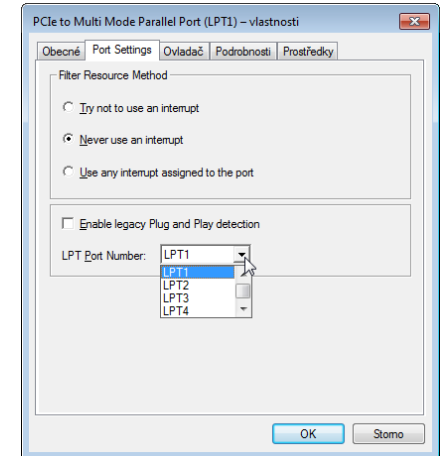 PCIe to Multi Mode Parallel Port (LPT1) – vlastnosti
Obecné Port Settings Ovladač Podrobnosti Prostředky
Filter Resource Method
Try not to use an interrupt
Never use an interrupt
Use any interrupt assigned to the port
Enable legacy Plug and Play detection
LPT Port Number: LPT1
LPT1
LPT2
LPT3
LPT4
OK Storno